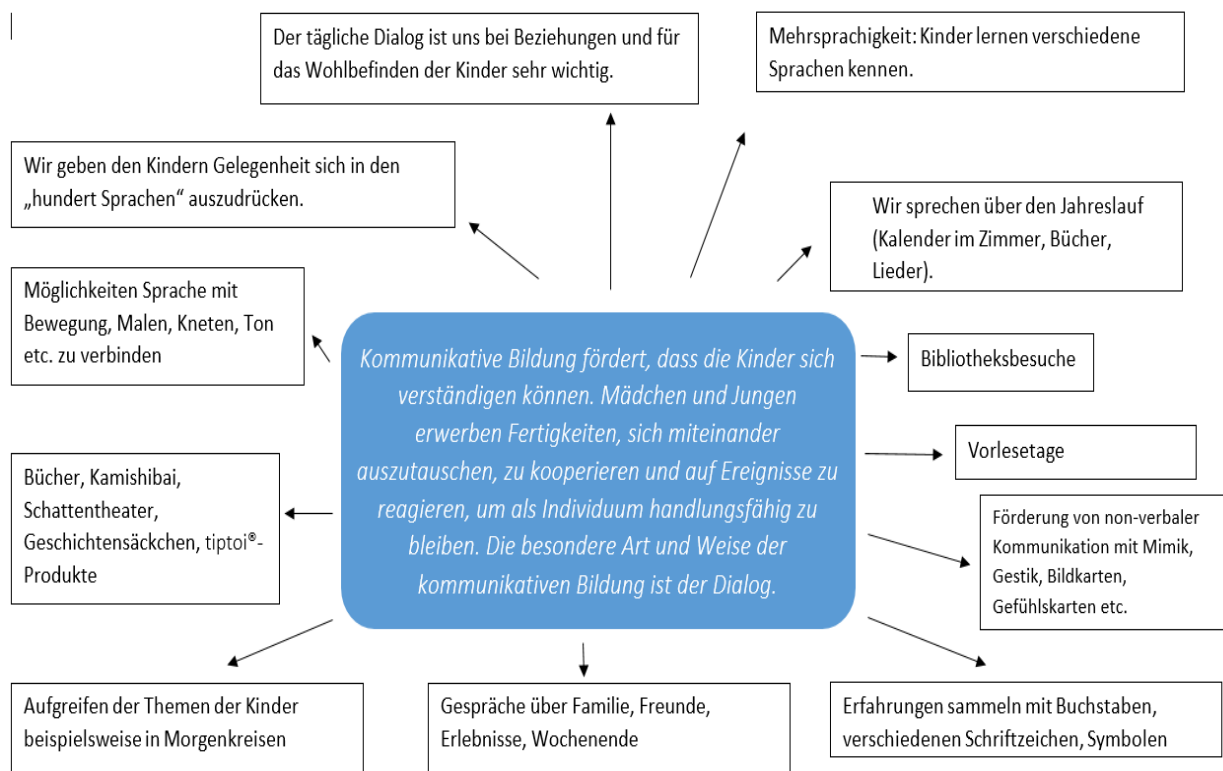 Der tägliche Dialog ist uns bei Beziehungen und für
das Wohlbefinden der Kinder sehr wichtig.
Mehrsprachigkeit: Kinder lernen verschiedene
Sprachen kennen.
Wir geben den Kindern Gelegenheit sich in den
„hundert Sprachen“ auszudrücken.
Wir sprechen über den Jahreslauf
(Kalender im Zimmer, Bücher,
Lieder).
Möglichkeiten Sprache mit
Bewegung, Malen, Kneten, Ton
etc. zu verbinden
Kommunikative Bildung fördert, dass die Kinder sich
verständigen können. Mädchen und Jungen
erwerben Fertigkeiten, sich miteinander
auszutauschen, zu kooperieren und auf Ereignisse zu
reagieren, um als Individuum handlungsfähig zu
bleiben. Die besondere Art und Weise der
kommunikativen Bildung ist der Dialog.
Bibliotheksbesuche
Vorlesetage
Bücher, Kamishibai,
Schattentheater,
Geschichtensäckchen, tiptoi®-
Produkte
Förderung von non-verbaler
Kommunikation mit Mimik,
Gestik, Bildkarten,
Gefühlskarten etc.
Aufgreifen der Themen der Kinder
beispielsweise in Morgenkreisen
Gespräche über Familie, Freunde,
Erlebnisse, Wochenende
Erfahrungen sammeln mit Buchstaben,
verschiedenen Schriftzeichen, Symbolen